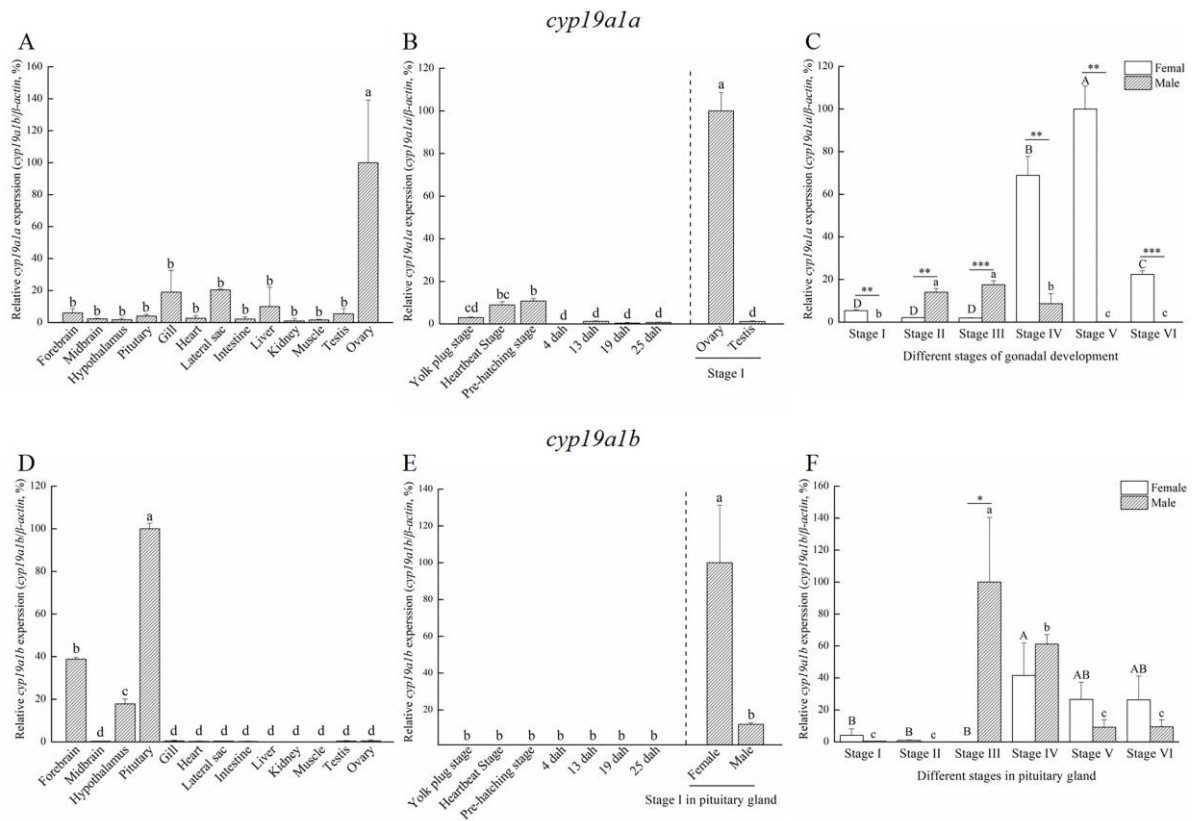 cyp19a1a
A
Relative cyp19a1a experssion (cyp19a1b/β-actin, %)
160
140
120
100
80
60
40
20
0
b
b
b
b
b
b
b
b
b
b
b
b
a
Forebrain
Midbrain
Hypothalamus
Pitutary
Gill
Heart
Lateral sac
Intestine
Liver
Kidney
Muscle
Testis
Ovary
B
Relative cyp19a1a experssion (cyp19a1a/β-actin, %)
120
100
80
60
40
20
0
cd
bc
b
d
d
d
d
a
d
Yolk plug stage
Heartbeat Stage
Pre-hatching stage
4 dah
13 dah
19 dah
25 dah
Ovary
Testis
Stage I
C
Relative cyp19a1a experssion (cyp19a1a/β-actin, %)
120
100
80
60
40
20
0
Femal
Male
**
D
b
**
D
a
***
D
a
**
B
b
**
A
c
***
C
c
Stage I
Stage II
Stage III
Stage IV
Stage V
Stage VI
Different stages of gonadal development
cyp19a1b
D
Relative cyp19a1b experssion (cyp19a1b/β-actin, %)
120
100
80
60
40
20
0
b
d
c
a
d
d
d
d
d
d
d
d
d
Forebrain
Midbrain
Hypothalamus
Pitutary
Gill
Heart
Lateral sac
Intestine
Liver
Kidney
Muscle
Testis
Ovary
E
Relative cyp19a1b experssion (cyp19a1b/β-actin, %)
140
120
100
80
60
40
20
b
b
b
b
b
b
b
a
b
Yolk plug stage
Heartbeat Stage
Pre-hatching stage
4 dah
13 dah
19 dah
25 dah
Female
Male
Stage I in pituitary gland
F
Relative cyp19a1b experssion (cyp19a1b/β-actin, %)
160
140
120
100
80
60
40
20
0
Female
Male
B
c
B
c
*
B
a
A
b
AB
c
AB
c
Stage I
Stage II
Stage III
Stage IV
Stage V
Stage VI
Different stages in pituitary gland